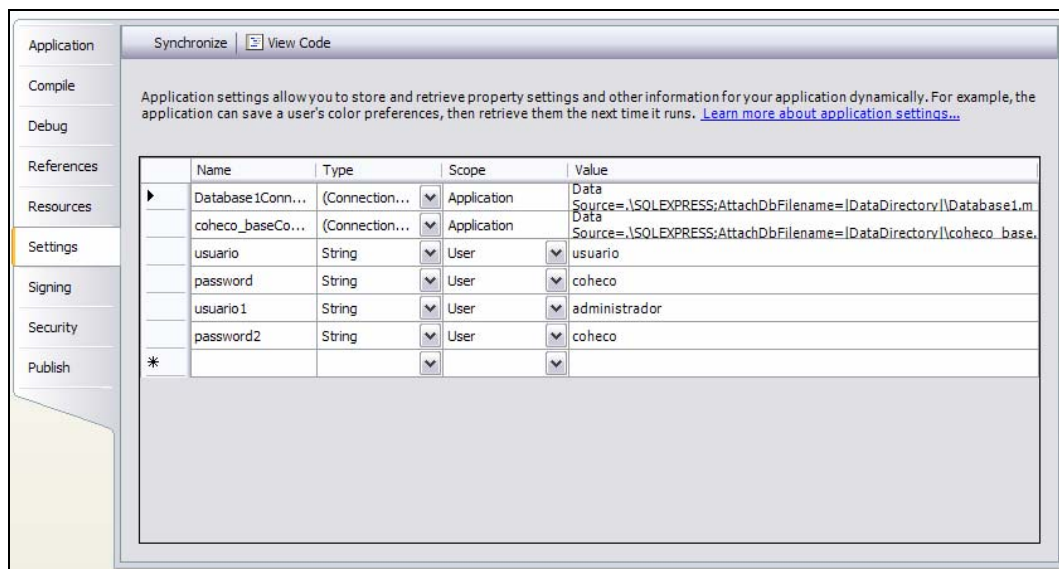 Application
Compile
Debug
References
Resources
Settings
Signing
Security
Publish
Synchronize View Code
Application settings allow you to store and retrieve property settings and other information for your application dynamically. For example, the
application can save a user's color preferences, then retrieve them the next time it runs. Learn more about application settings...
Name Type Scope Value
Database1Conn... (Connection... Application Data
Source=.\SQLEXPRESS;AttachDbFilename=|DataDirectory|\Database1.m
coheco_baseCo... (Connection... Application Data
Source=.\SQLEXPRESS;AttachDbFilename=|DataDirectory|\coheco_base.
usuario String User usuario
password String User coheco
usuario1 String User administrador
password2 String User coheco